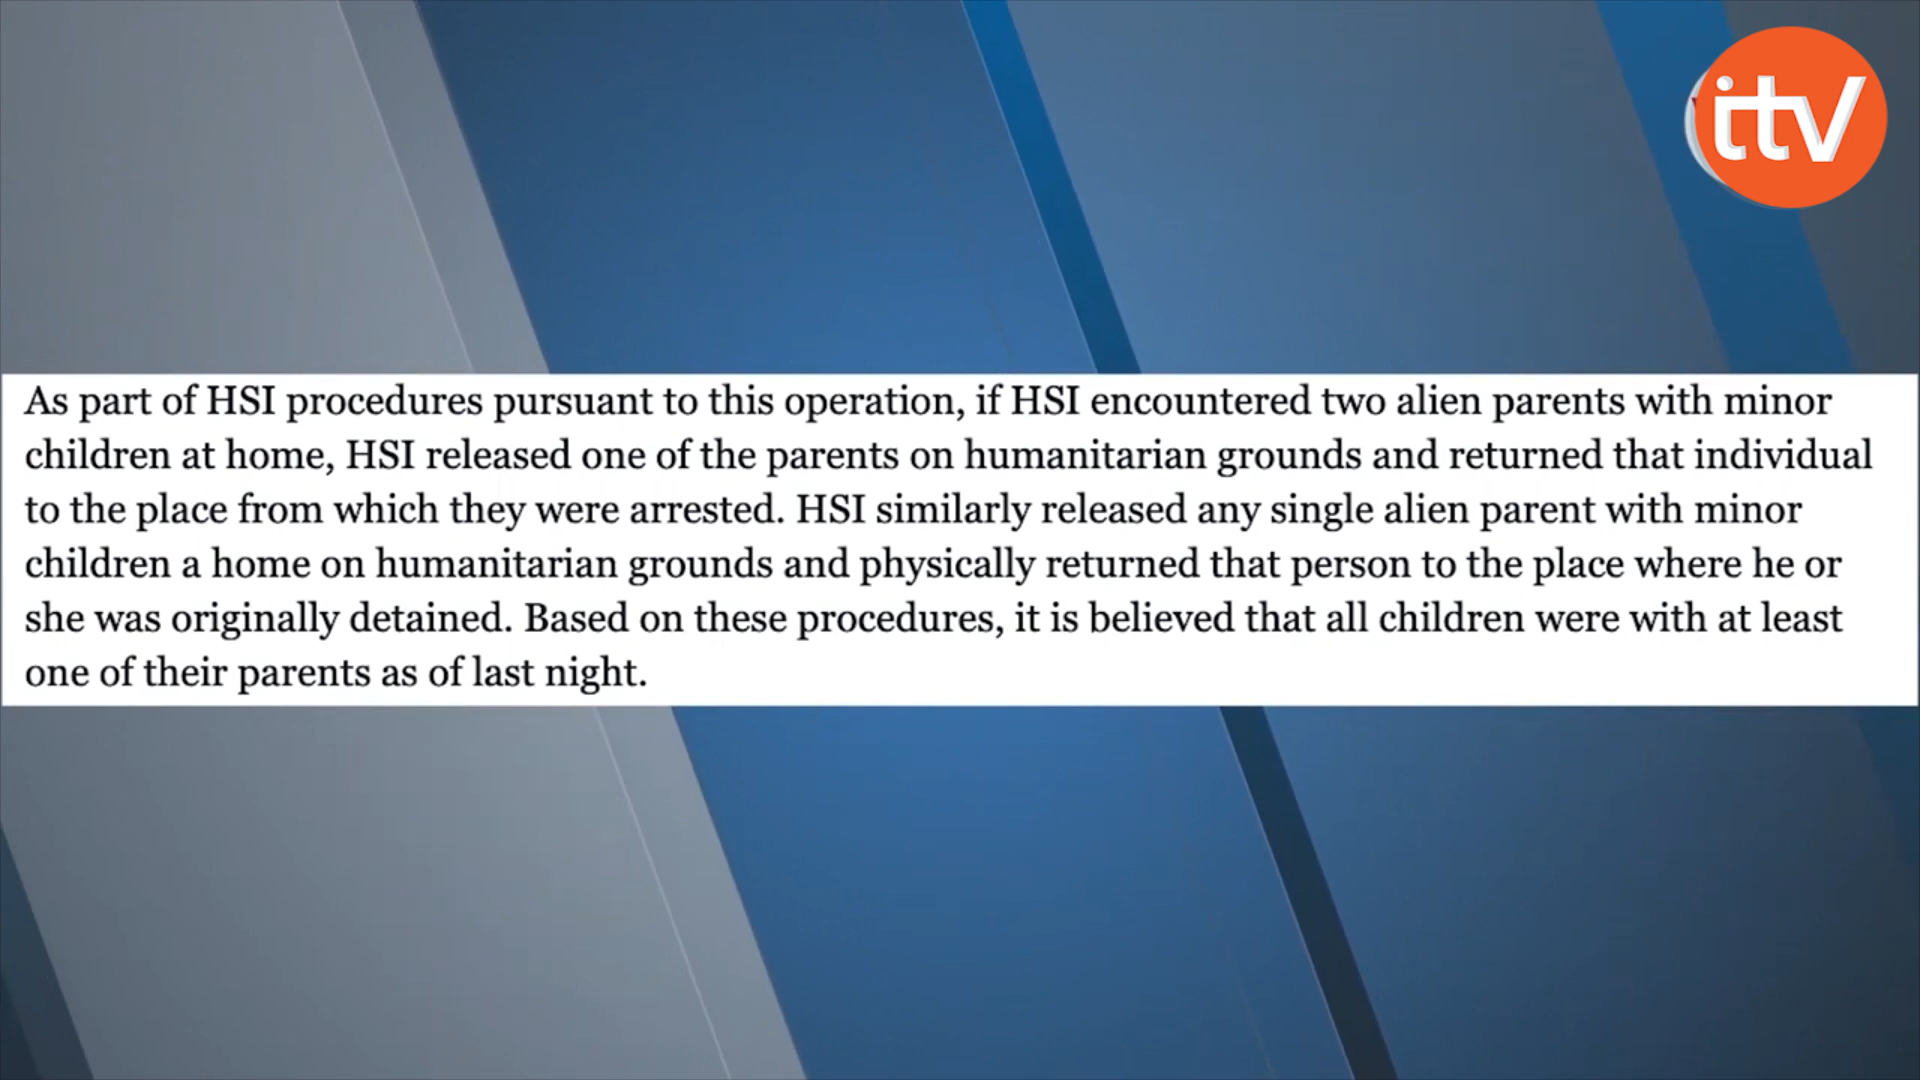 itv
As part of HSI procedures pursuant to this operation, if HSI encountered two alien parents with minor
children at home, HSI released one of the parents on humanitarian grounds and returned that individual
to the place from which they were arrested. HSI similarly released any single alien parent with minor
children a home on humanitarian grounds and physically returned that person to the place where he or
she was originally detained. Based on these procedures, it is believed that all children were with at least
one of their parents as of last night.